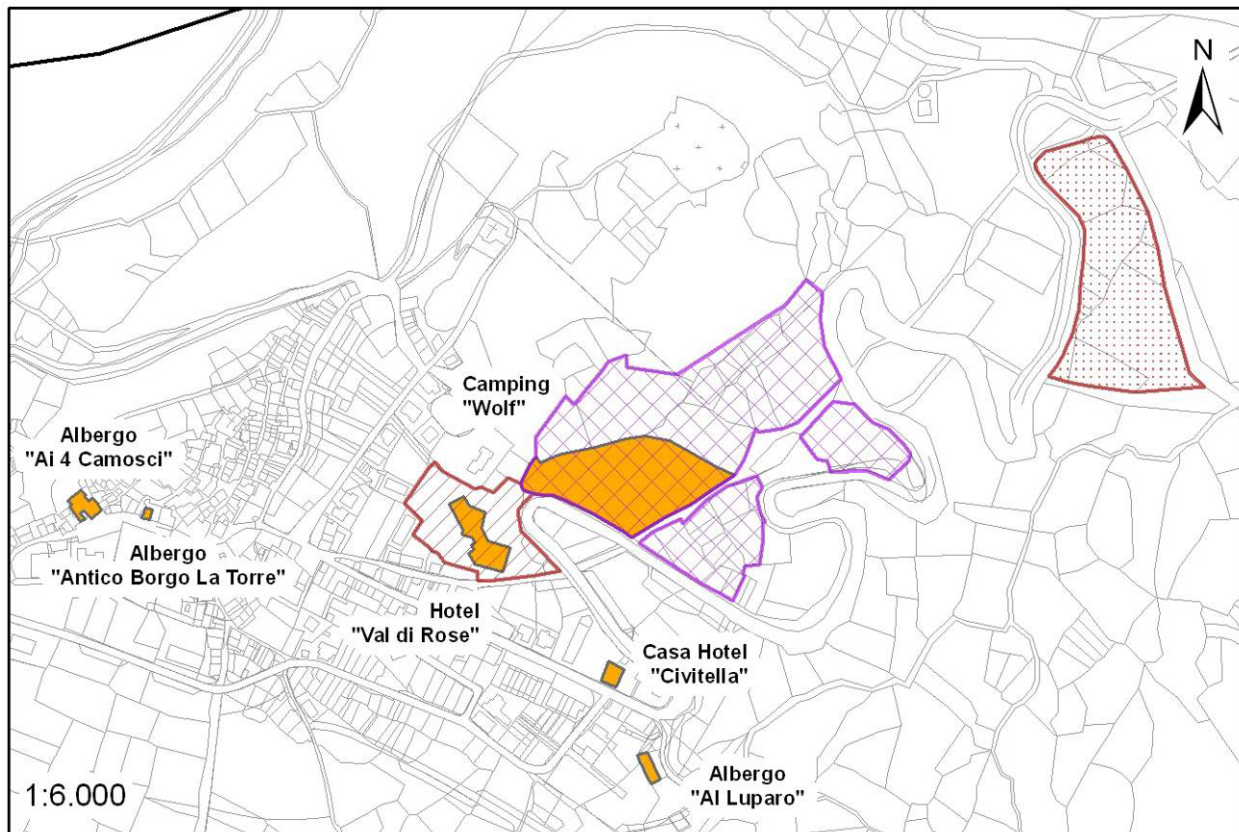 N
Camping
"Wolf"
Albergo
"Ai 4 Camosci"
Albergo
"Antico Borgo La Torre"
Hotel
"Val di Rose"
Casa Hotel
"Civitella"
Albergo
"Al Luparo"
1:6.000